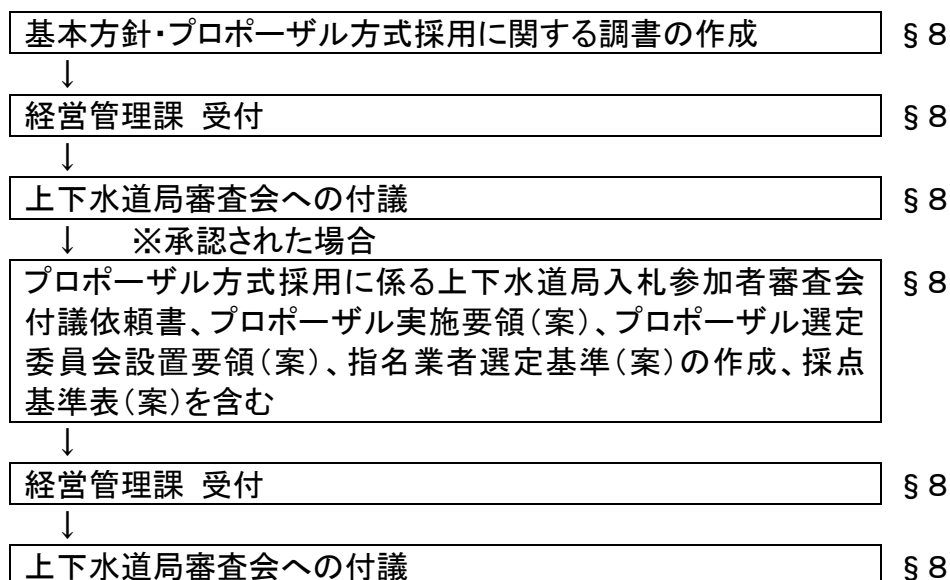 基本方針・プロポーザル方式採用に関する調書の作成 §8
↓
経営管理課 受付 §8
↓
上下水道局審査会への付議 §8
↓ ※承認された場合
プロポーザル方式採用に係る上下水道局入札参加者審査会 §8
付議依頼書、プロポーザル実施要領(案)、プロポーザル選定
委員会設置要領(案)、指名業者選定基準(案)の作成、採点
基準表(案)を含む
↓
経営管理課 受付 §8
↓
上下水道局審査会への付議 §8